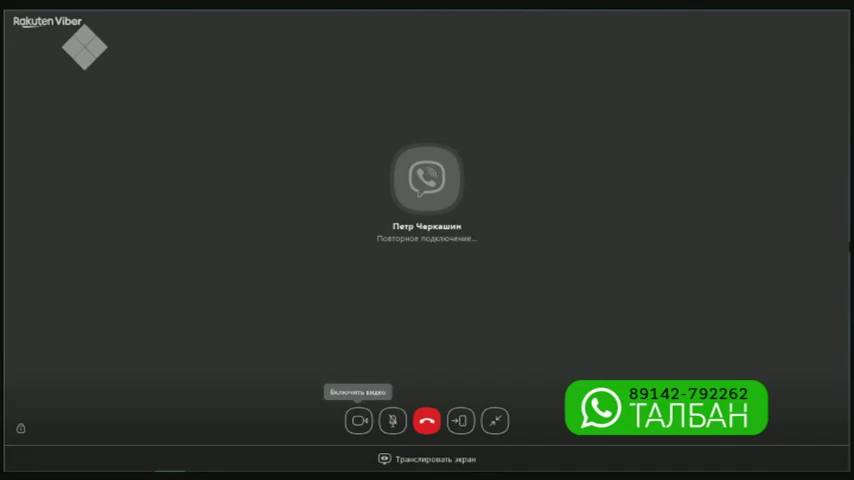 Rakuten Viber
Петр Черкашин
Повторное подключение...
Включить видео
89142-792262
ТАЛБАН
Транслировать экран